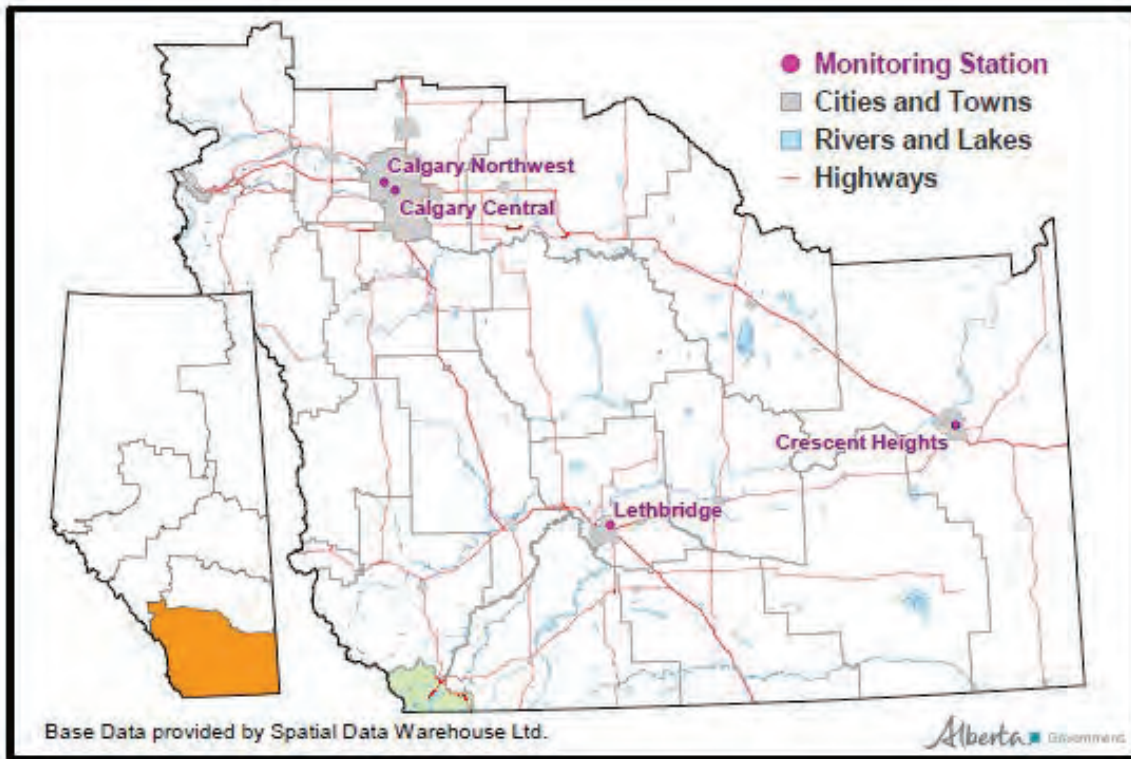 Monitoring Station
Cities and Towns
Rivers and Lakes
Highways
Calgary Northwest
Calgary Central
Crescent Heights
Lethbridge
Base Data provided by Spatial Data Warehouse Ltd.
Alberta Government